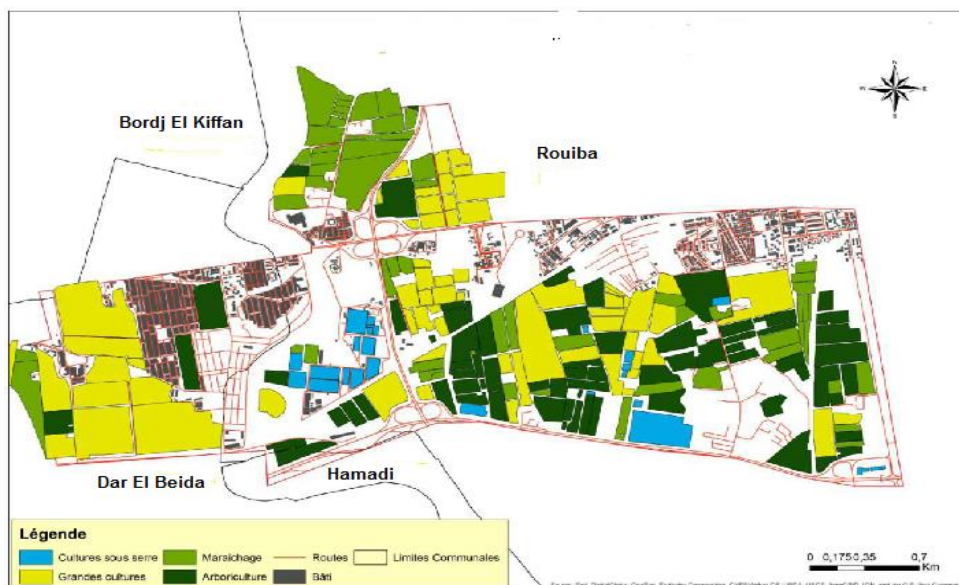 N
W E
S
Bordj El Kiffan
Rouiba
Dar El Beida
Hamadi
Légende
Cultures sous serre Maraîchage Routes Limites Communales
Grandes cultures Arboriculture Bâti
0 0,175 0,35 0,7
Km